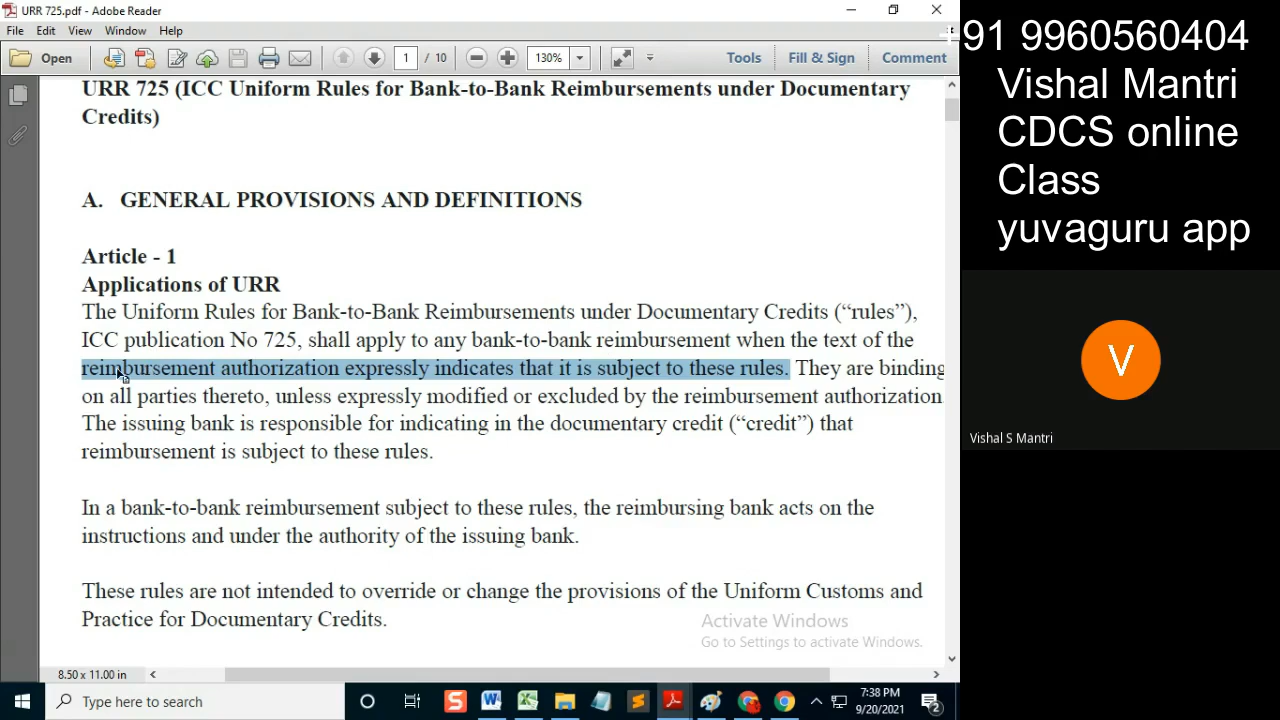 URR 725.pdf - Adobe Reader
File Edit View Window Help
Open 1 / 10 130% Tools Fill & Sign Comment
URR 725 (ICC Uniform Rules for Bank-to-Bank Reimbursements under Documentary
Credits)
A. GENERAL PROVISIONS AND DEFINITIONS
Article - 1
Applications of URR
The Uniform Rules for Bank-to-Bank Reimbursements under Documentary Credits (“rules”),
ICC publication No 725, shall apply to any bank-to-bank reimbursement when the text of the
reimbursement authorization expressly indicates that it is subject to these rules. They are binding
on all parties thereto, unless expressly modified or excluded by the reimbursement authorization
The issuing bank is responsible for indicating in the documentary credit (“credit”) that
reimbursement is subject to these rules.
In a bank-to-bank reimbursement subject to these rules, the reimbursing bank acts on the
instructions and under the authority of the issuing bank.
These rules are not intended to override or change the provisions of the Uniform Customs and
Practice for Documentary Credits.
Activate Windows
Go to Settings to activate Windows.
8.50 x 11.00 in
Type here to search
7:38 PM
9/20/2021
2
91 9960560404
Vishal Mantri
CDCS online
Class
yuvaguru app
V
Vishal S Mantri